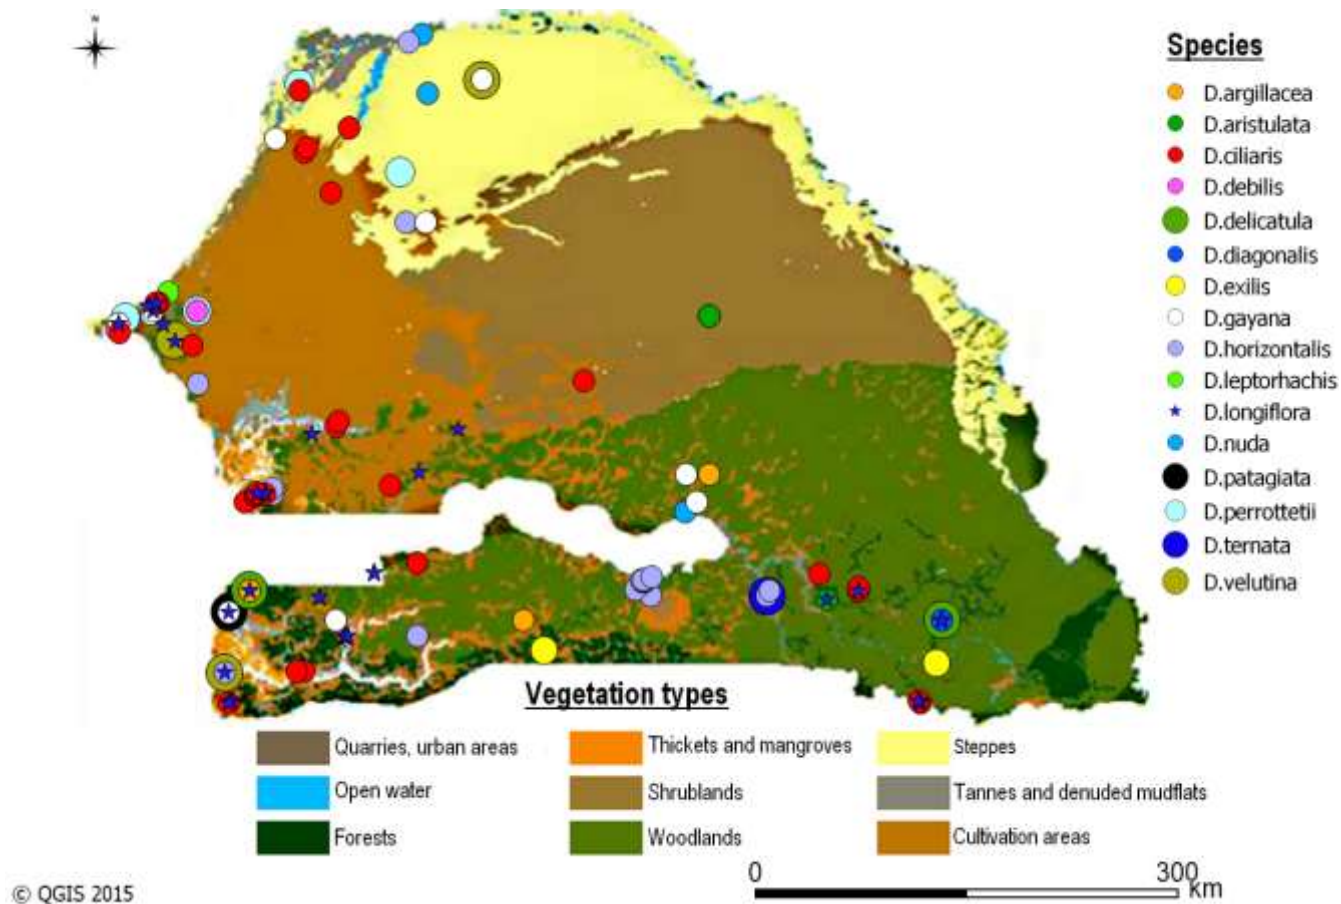 N
Species
D.argillacea
D.aristulata
D.ciliaris
D.debilis
D.delicatula
D.diagonalis
D.exilis
D.gayana
D.horizontalis
D.leptorhachis
D.longiflora
D.nuda
D.patagiata
D.perrottetii
D.ternata
D.velutina
Vegetation types
Quarries, urban areas
Thickets and mangroves
Steppes
Open water
Shrublands
Tannes and denuded mudflats
Forests
Woodlands
Cultivation areas
0 300
km
© QGIS 2015